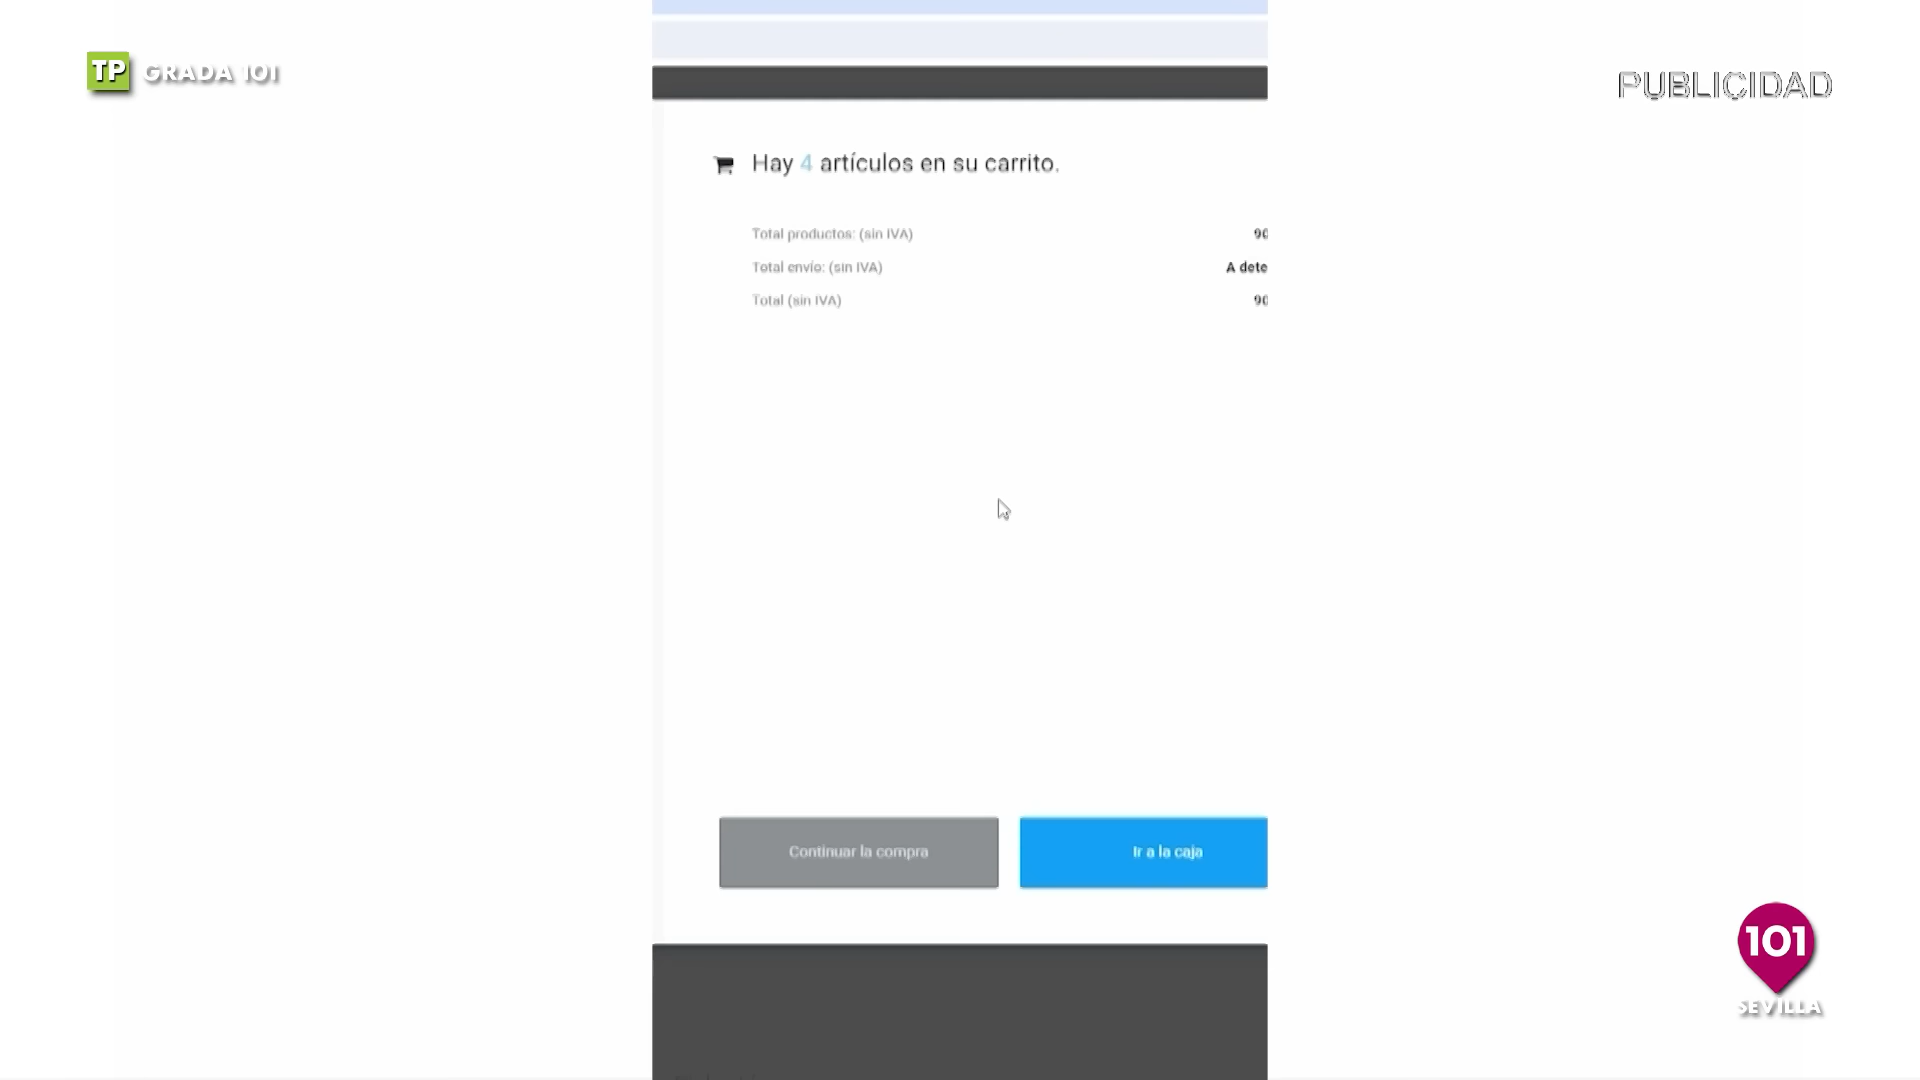 TP GRADA 101
PUBLICIDAD
Hay 4 artículos en su carrito.
Total productos: (sin IVA) 90
Total envío: (sin IVA) A dete
Total (sin IVA) 90
Continuar la compra
Ir a la caja
101
SEVILLA